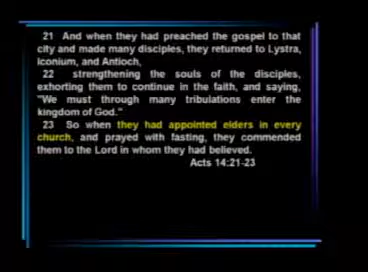 21 And when they had preached the gospel to that
city and made many disciples, they returned to Lystra,
Iconium, and Antioch,
22 strengthening the souls of the disciples,
exhorting them to continue in the faith, and saying,
"We must through many tribulations enter the
kingdom of God."
23 So when they had appointed elders in every
church, and prayed with fasting, they commended
them to the Lord in whom they had believed.
Acts 14:21-23